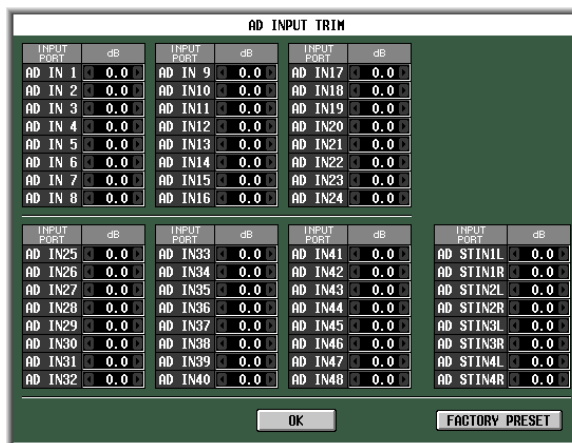 AD INPUT TRIM
INPUT PORT dB INPUT PORT dB INPUT PORT dB
AD IN 1 0.0 AD IN 9 0.0 AD IN17 0.0
AD IN 2 0.0 AD IN10 0.0 AD IN18 0.0
AD IN 3 0.0 AD IN11 0.0 AD IN19 0.0
AD IN 4 0.0 AD IN12 0.0 AD IN20 0.0
AD IN 5 0.0 AD IN13 0.0 AD IN21 0.0
AD IN 6 0.0 AD IN14 0.0 AD IN22 0.0
AD IN 7 0.0 AD IN15 0.0 AD IN23 0.0
AD IN 8 0.0 AD IN16 0.0 AD IN24 0.0
INPUT PORT dB INPUT PORT dB INPUT PORT dB INPUT PORT dB
AD IN25 0.0 AD IN33 0.0 AD IN41 0.0 AD STIN1L 0.0
AD IN26 0.0 AD IN34 0.0 AD IN42 0.0 AD STIN1R 0.0
AD IN27 0.0 AD IN35 0.0 AD IN43 0.0 AD STIN2L 0.0
AD IN28 0.0 AD IN36 0.0 AD IN44 0.0 AD STIN2R 0.0
AD IN29 0.0 AD IN37 0.0 AD IN45 0.0 AD STIN3L 0.0
AD IN30 0.0 AD IN38 0.0 AD IN46 0.0 AD STIN3R 0.0
AD IN31 0.0 AD IN39 0.0 AD IN47 0.0 AD STIN4L 0.0
AD IN32 0.0 AD IN40 0.0 AD IN48 0.0 AD STIN4R 0.0
OK FACTORY PRESET